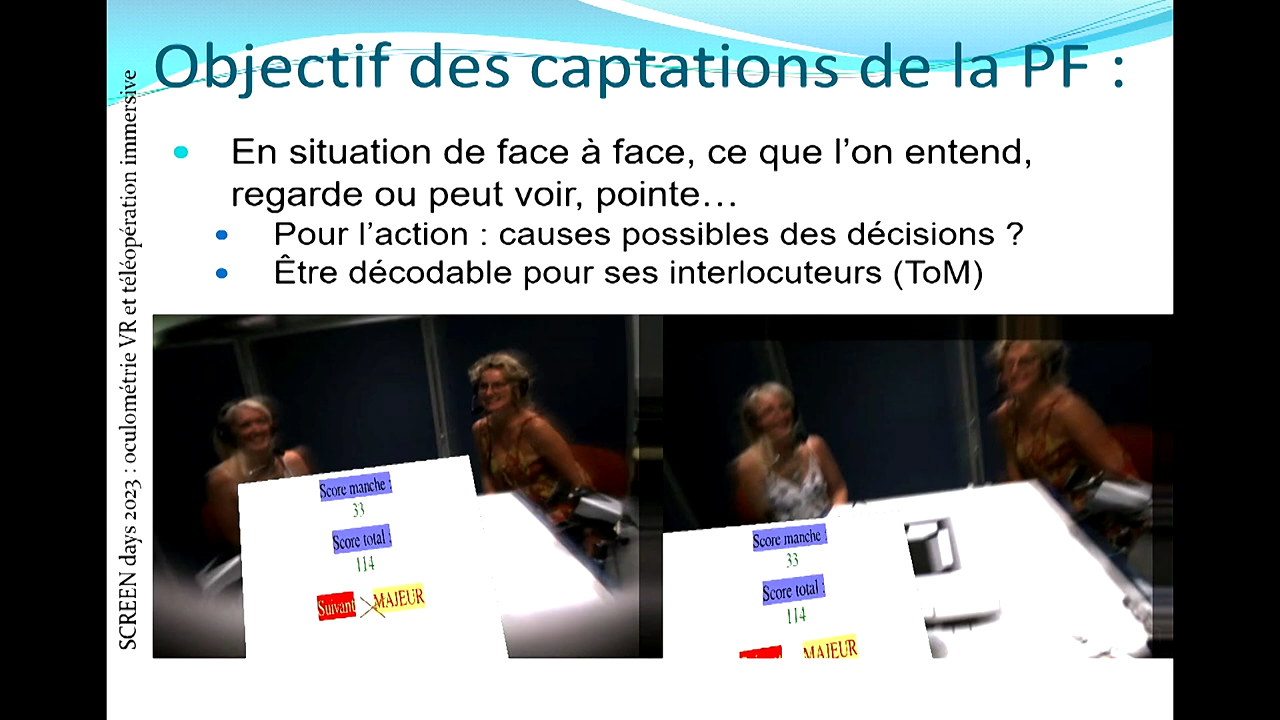 Objectif des captations de la PF :
SCREEN days 2023 : oculométrie VR et téléopération immersive
En situation de face à face, ce que l’on entend,
regarde ou peut voir, pointe…
Pour l’action : causes possibles des décisions ?
Être décodable pour ses interlocuteurs (ToM)
Score manche :
33
Score total :
114
Suivant
MAJEUR
Score manche :
33
Score total :
114
MAJEUR